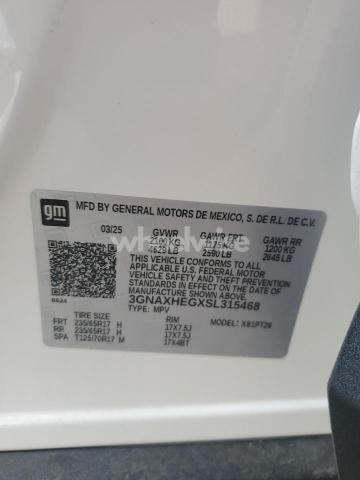 gm
MFD BY GENERAL MOTORS DE MEXICO, S. DE R.L. DE C.V.
03/25 GVWR GAWR FRT GAWR RR
2100 KG 1175 KG 1200 KG
4629 LB 2590 LB 2645 LB
THIS VEHICLE CONFORMS TO ALL
APPLICABLE U.S. FEDERAL MOTOR
VEHICLE SAFETY AND THEFT PREVENTION
STANDARDS IN EFFECT ON THE DATE OF
MANUFACTURE SHOWN ABOVE.
3GNAXHEGXSL315468
TYPE: MPV
MODEL: X81PT26
TIRE SIZE RIM
FRT 235/65R17 H 17X7.5J
RR 235/65R17 H 17X7.5J
SPA T125/70R17 M 17X4BT